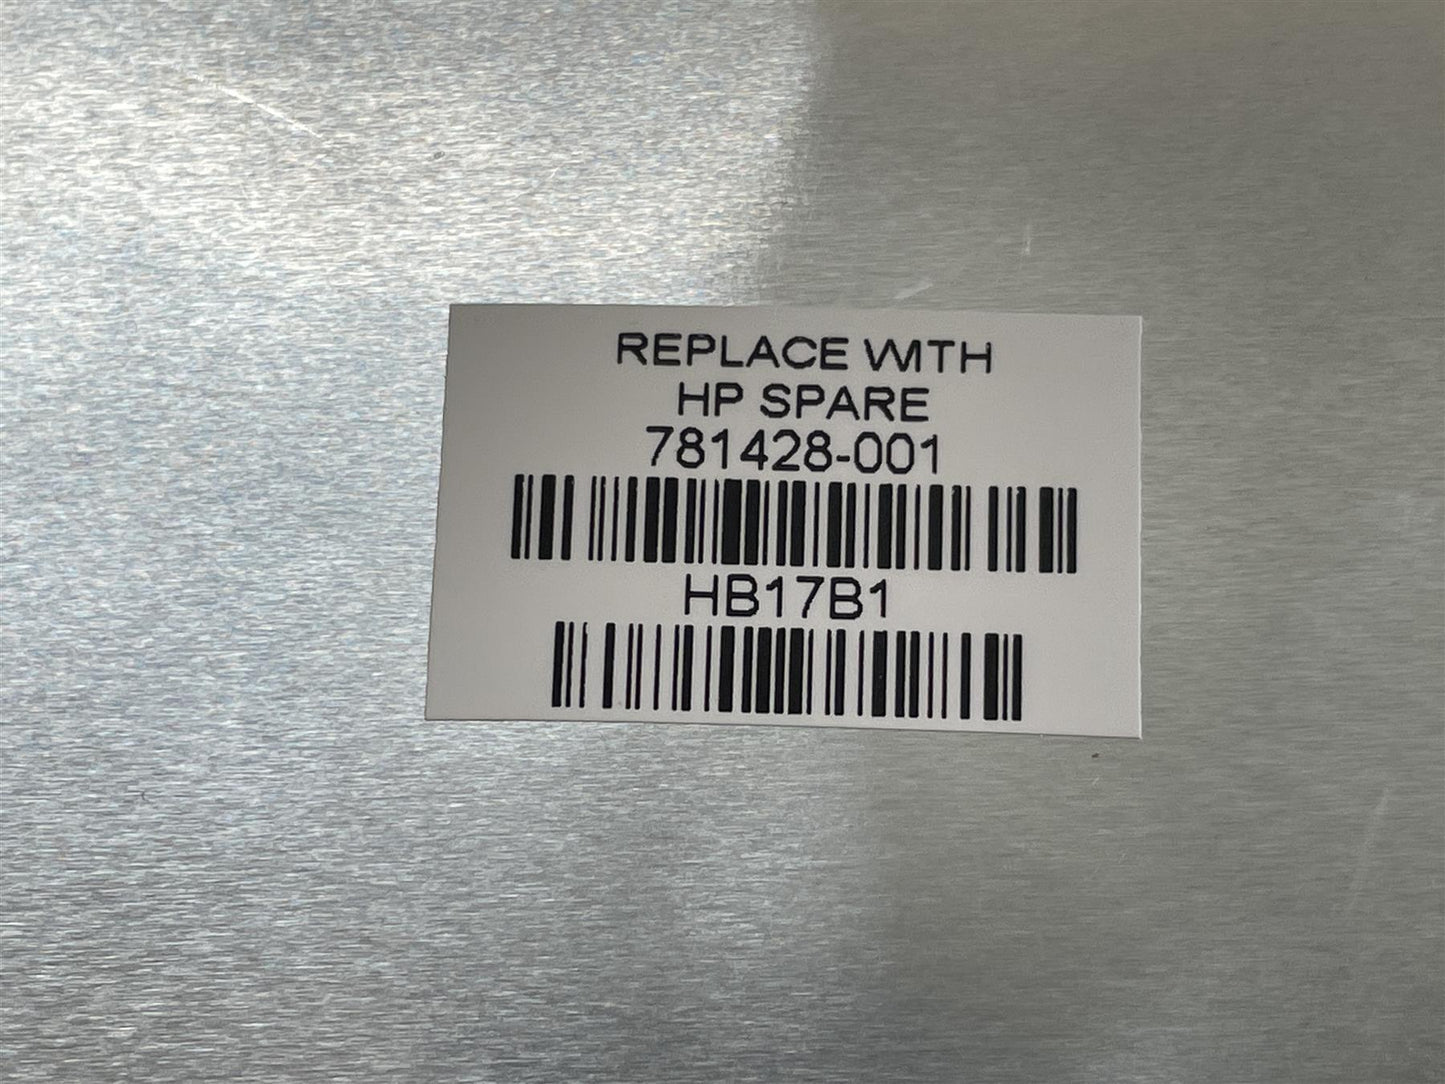 REPLACE WITH
HP SPARE
781428-001
HB17B1